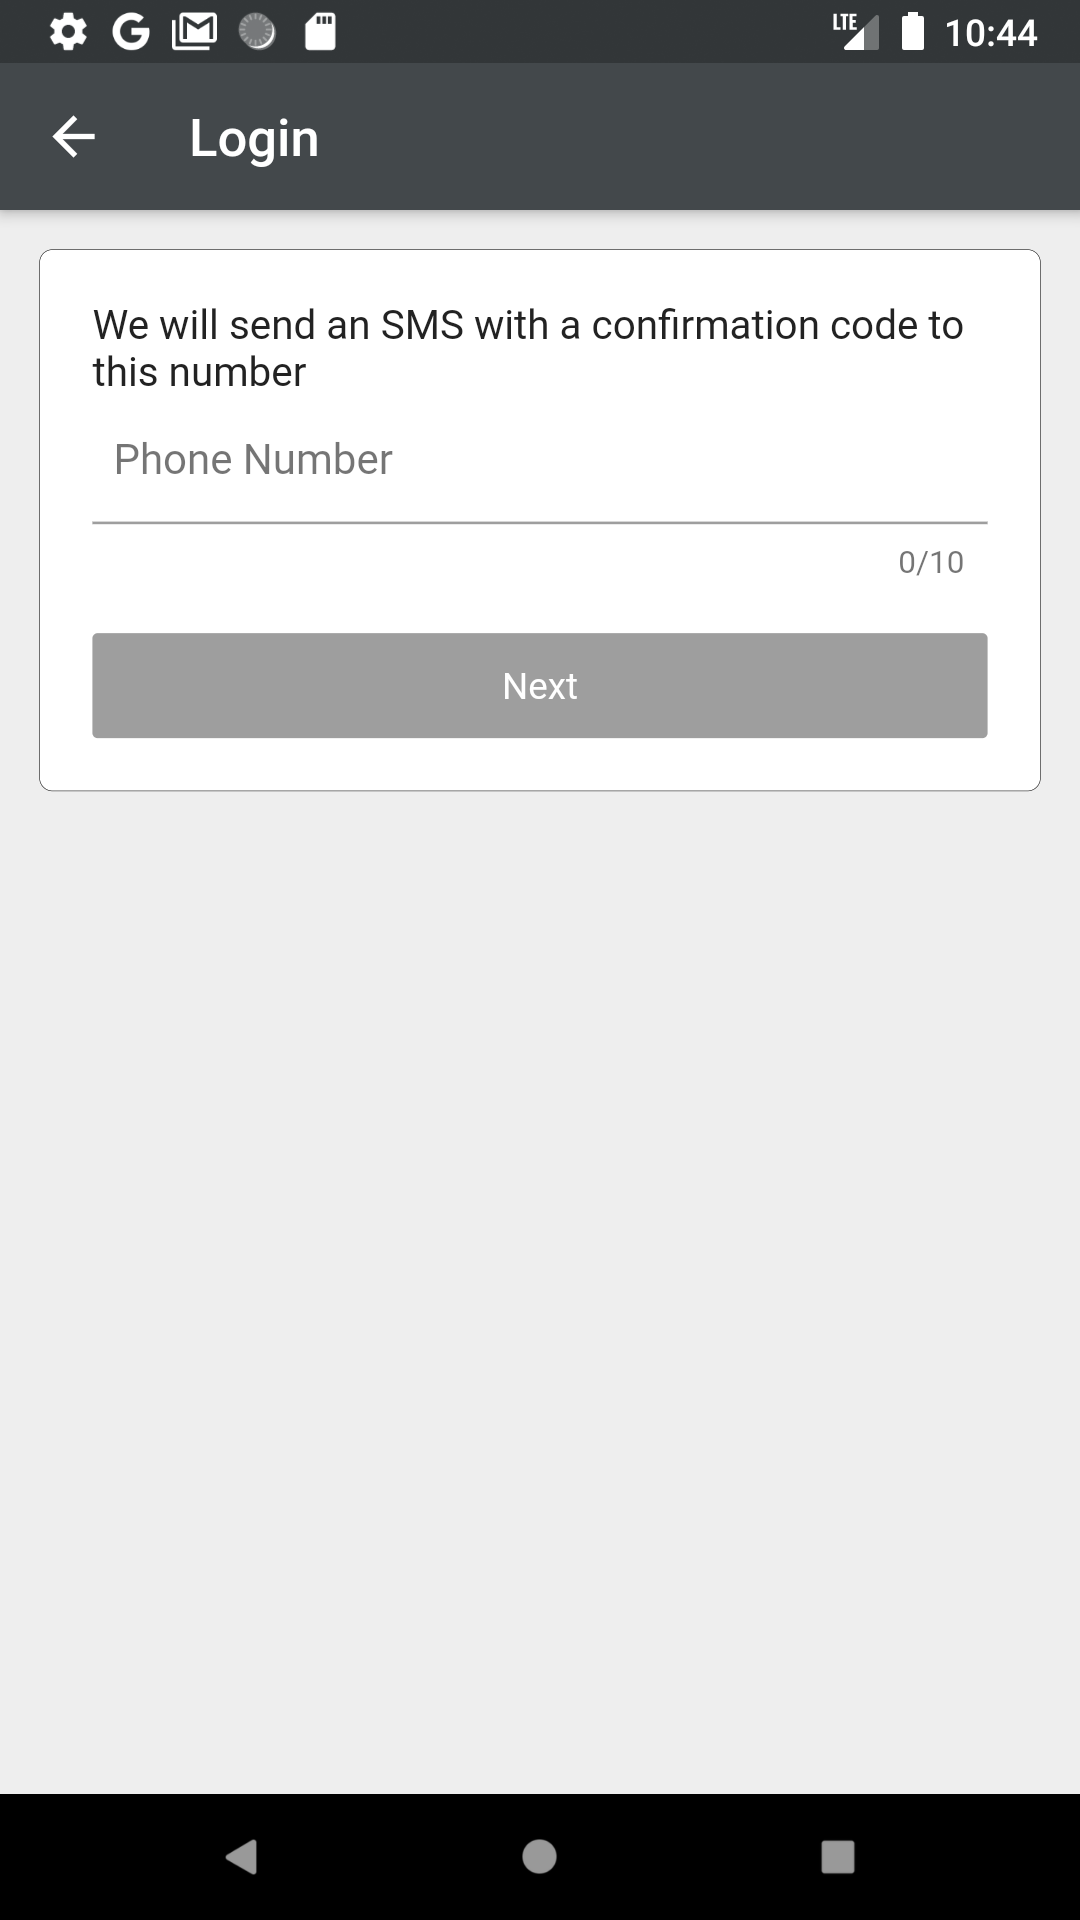 LTE 10:44
Login
We will send an SMS with a confirmation code to
this number
Phone Number
0/10
Next